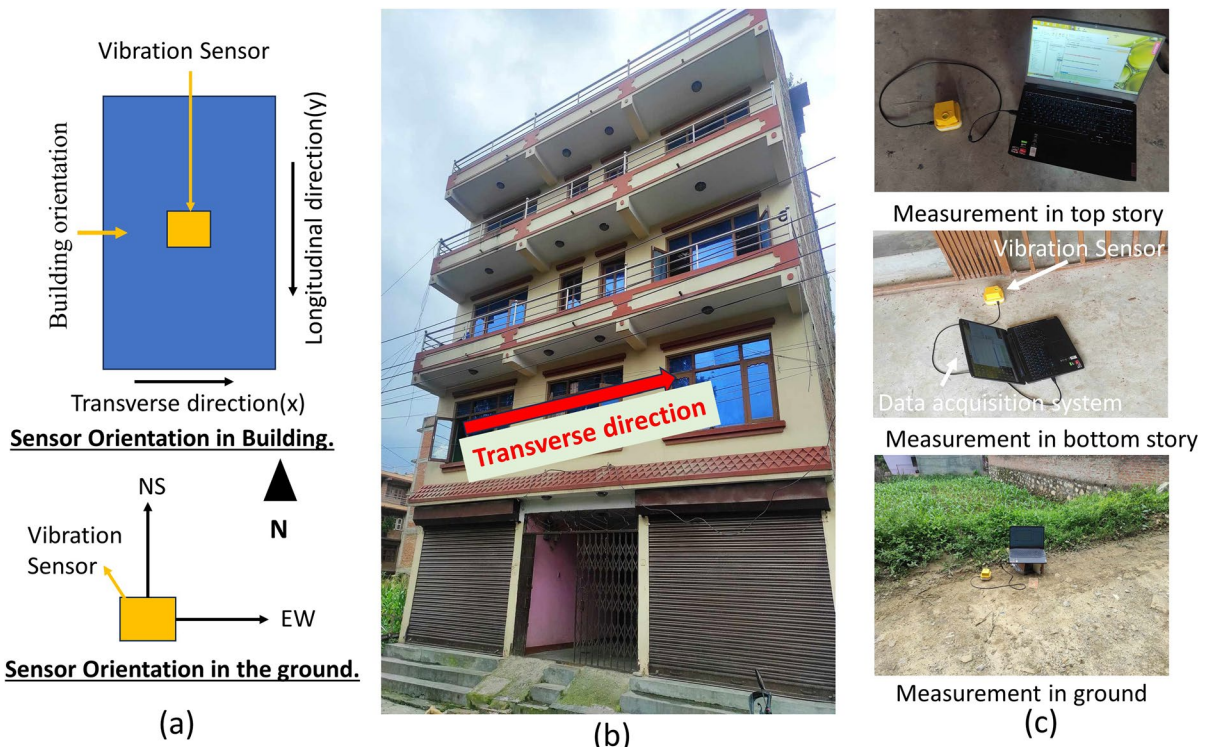 Vibration Sensor
Building orientation
Longitudinal direction(y)
Transverse direction(x)
Sensor Orientation in Building.
NS
N
Vibration
Sensor
EW
Sensor Orientation in the ground.
(a)
Transverse direction
(b)
Measurement in top story
Vibration Sensor
Data acquisition system
Measurement in bottom story
Measurement in ground
(c)